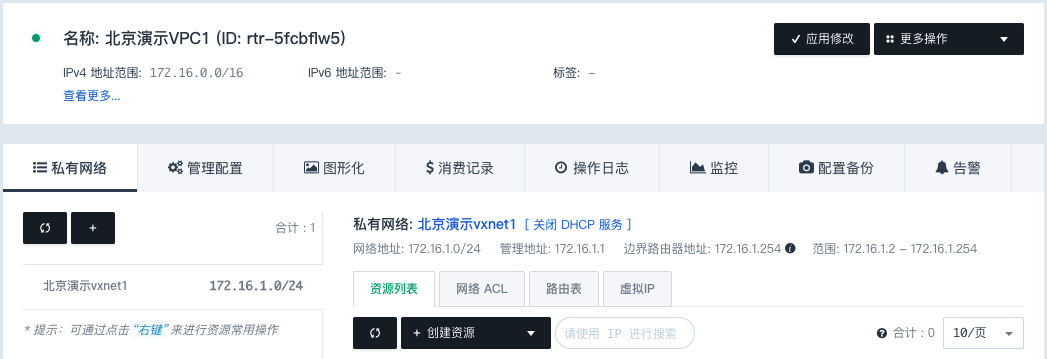 名称: 北京演示VPC1 (ID: rtr-5fcbflw5)
应用修改
更多操作
IPv4 地址范围: 172.16.0.0/16 IPv6 地址范围: - 标签: -
查看更多...
私有网络 管理配置 图形化 $ 消费记录 操作日志 监控 配置备份 告警
+
合计 : 1
北京演示vxnet1 172.16.1.0/24
* 提示: 可通过点击 “右键” 来进行资源常用操作
私有网络: 北京演示vxnet1 [ 关闭 DHCP 服务 ]
网络地址: 172.16.1.0/24 管理地址: 172.16.1.1 边界路由器地址: 172.16.1.254 范围: 172.16.1.2 - 172.16.1.254
资源列表 网络 ACL 路由表 虚拟IP
+ 创建资源 请使用 IP 进行搜索 合计 : 0 10/页